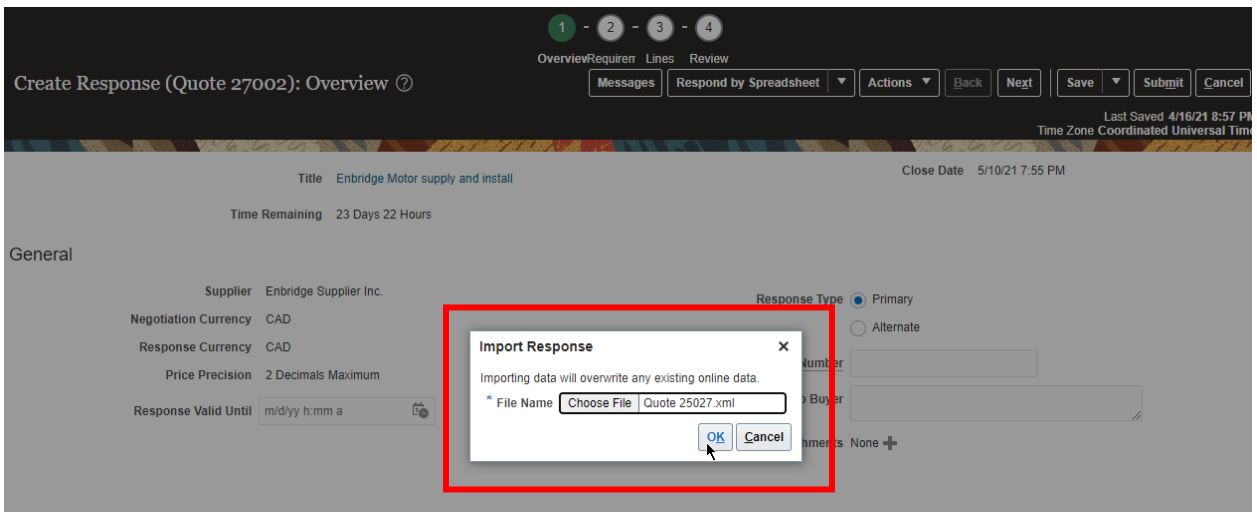 1 - 2 - 3 - 4
Overview Requirem Lines Review
Create Response (Quote 27002): Overview ?
Messages Respond by Spreadsheet ▼ Actions ▼ Back Next Save ▼ Submit Cancel
Last Saved 4/16/21 8:57 PM
Time Zone Coordinated Universal Time
Title Enbridge Motor supply and install
Close Date 5/10/21 7:55 PM
Time Remaining 23 Days 22 Hours
General
Supplier Enbridge Supplier Inc.
Response Type Primary
Negotiation Currency CAD
Alternate
Response Currency CAD
Import Response ×
Number
Price Precision 2 Decimals Maximum
Importing data will overwrite any existing online data.
* File Name Choose File Quote 25027.xml
Buyer
Response Valid Until m/d/yy h:mm a
OK Cancel
hments None +